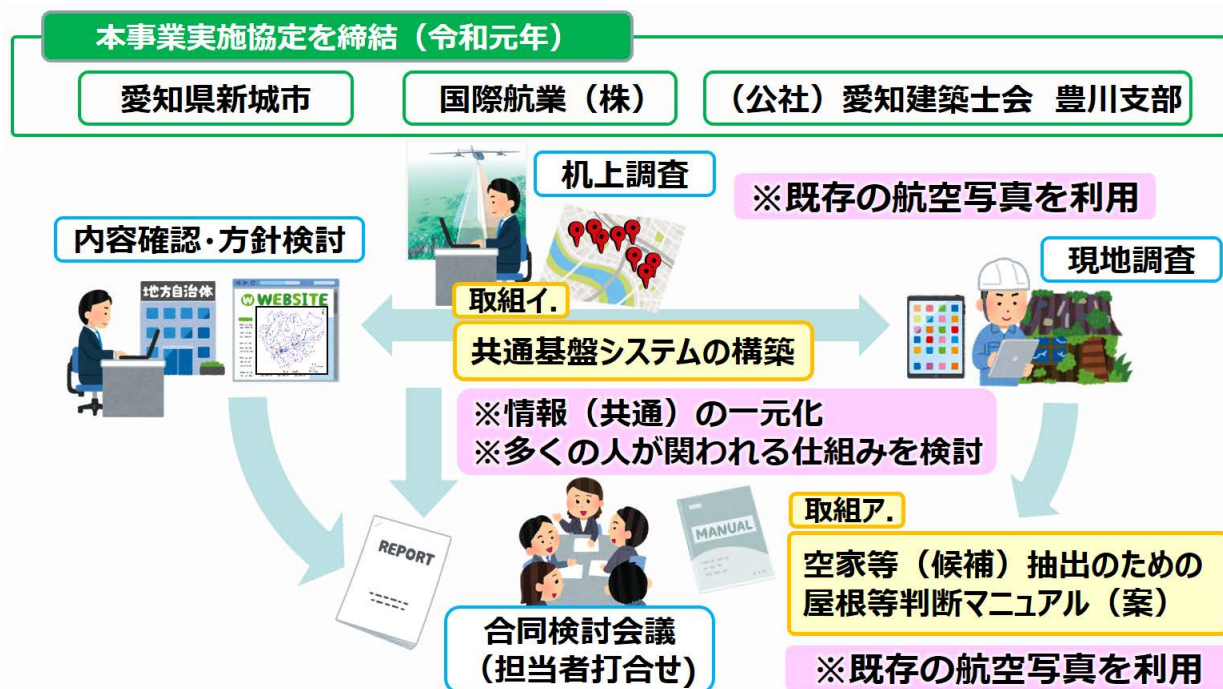 本事業実施協定を締結（令和元年）
愛知県新城市
国際航業（株）
（公社）愛知建築士会 豊川支部
机上調査
※既存の航空写真を利用
内容確認・方針検討
現地調査
地方自治体
WEBSITE
取組イ.
共通基盤システムの構築
※情報（共通）の一元化
※多くの人が関われる仕組みを検討
REPORT
MANUAL
取組ア.
空家等（候補）抽出のための
屋根等判断マニュアル（案）
合同検討会議
（担当者打合せ）
※既存の航空写真を利用